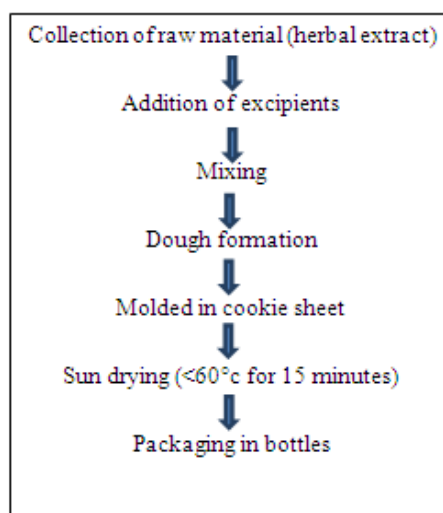 Collection of raw material (herbal extract)
Addition of excipients
Mixing
Dough formation
Molded in cookie sheet
Sun drying (<60°c for 15 minutes)
Packaging in bottles